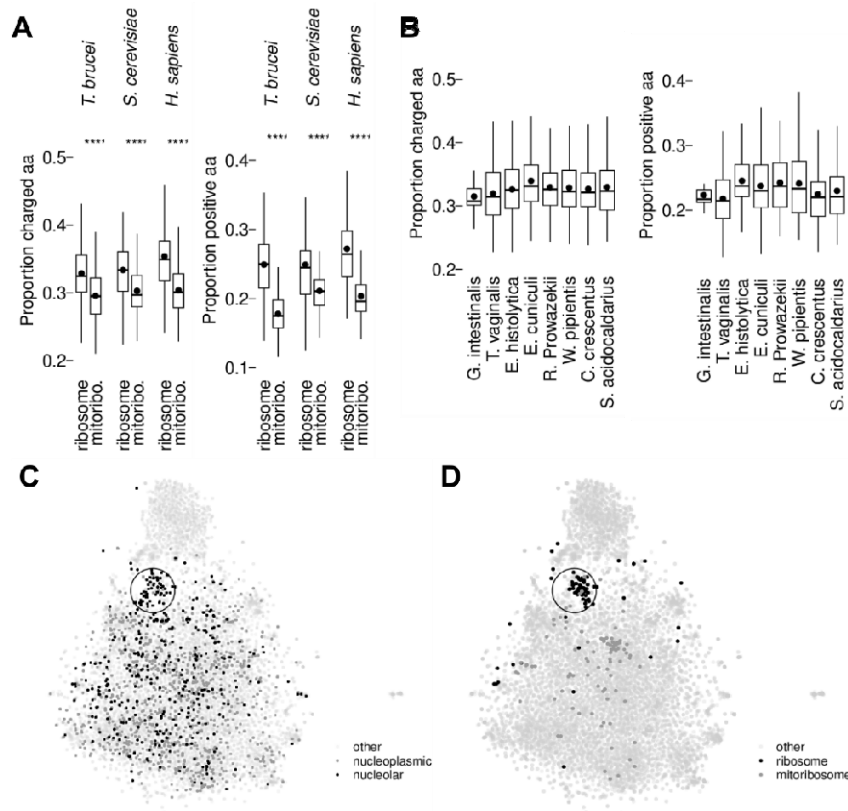 A
T. brucei
S. cerevisiae
H. sapiens
****
****
****
Proportion charged aa
0.5
0.4
0.3
0.2
ribosome
mitoribo.
ribosome
mitoribo.
ribosome
mitoribo.
T. brucei
S. cerevisiae
H. sapiens
****
****
****
Proportion positive aa
0.4
0.3
0.2
0.1
ribosome
mitoribo.
ribosome
mitoribo.
ribosome
mitoribo.
B
Proportion charged aa
0.5
0.4
0.3
0.2
G. intestinalis
T. vaginalis
E. histolytica
E. cuniculi
R. Prowazekii
W. pipientis
C. crescentus
S. acidocaldarius
Proportion positive aa
0.4
0.3
0.2
G. intestinalis
T. vaginalis
E. histolytica
E. cuniculi
R. Prowazekii
W. pipientis
C. crescentus
S. acidocaldarius
C
other
nucleoplasmic
nucleolar
D
other
ribosome
mitoribosome